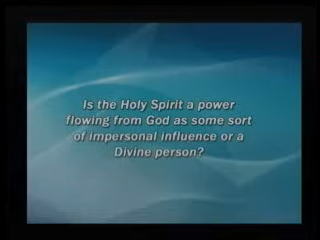 Is the Holy Spirit a power
flowing from God as some sort
of impersonal influence or a
Divine person?